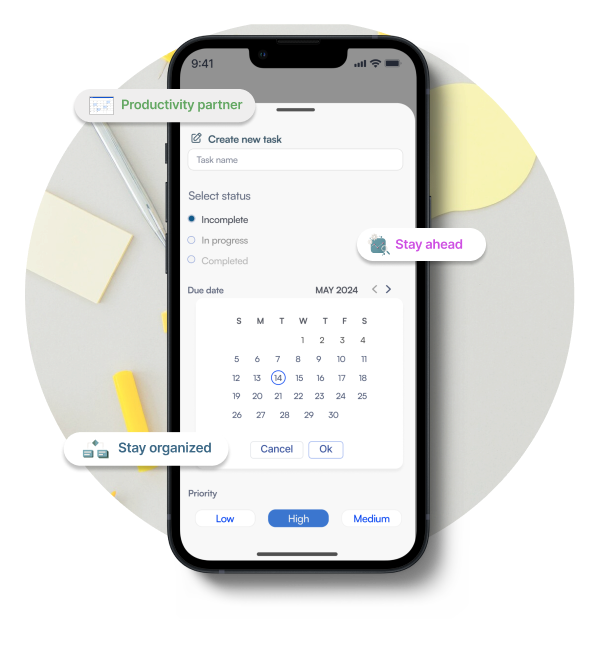 9:41
Productivity partner
Create new task
Task name
Select status
Incomplete
In progress
Stay ahead
Completed
Due date MAY 2024
S M T W T F S
1 2 3 4
5 6 7 8 9 10 11
12 13 14 15 16 17 18
19 20 21 22 23 24 25
26 27 28 29 30
Stay organized
Cancel Ok
Priority
Low High Medium